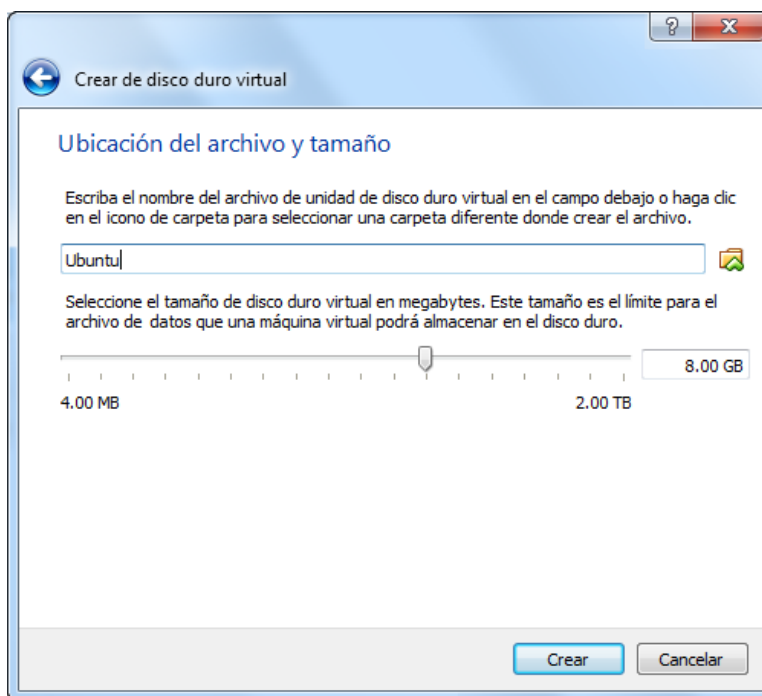 Crear de disco duro virtual
Ubicación del archivo y tamaño
Escriba el nombre del archivo de unidad de disco duro virtual en el campo debajo o haga clic
en el icono de carpeta para seleccionar una carpeta diferente donde crear el archivo.
Ubuntu
Seleccione el tamaño de disco duro virtual en megabytes. Este tamaño es el límite para el
archivo de datos que una máquina virtual podrá almacenar en el disco duro.
8.00 GB
4.00 MB 2.00 TB
Crear Cancelar